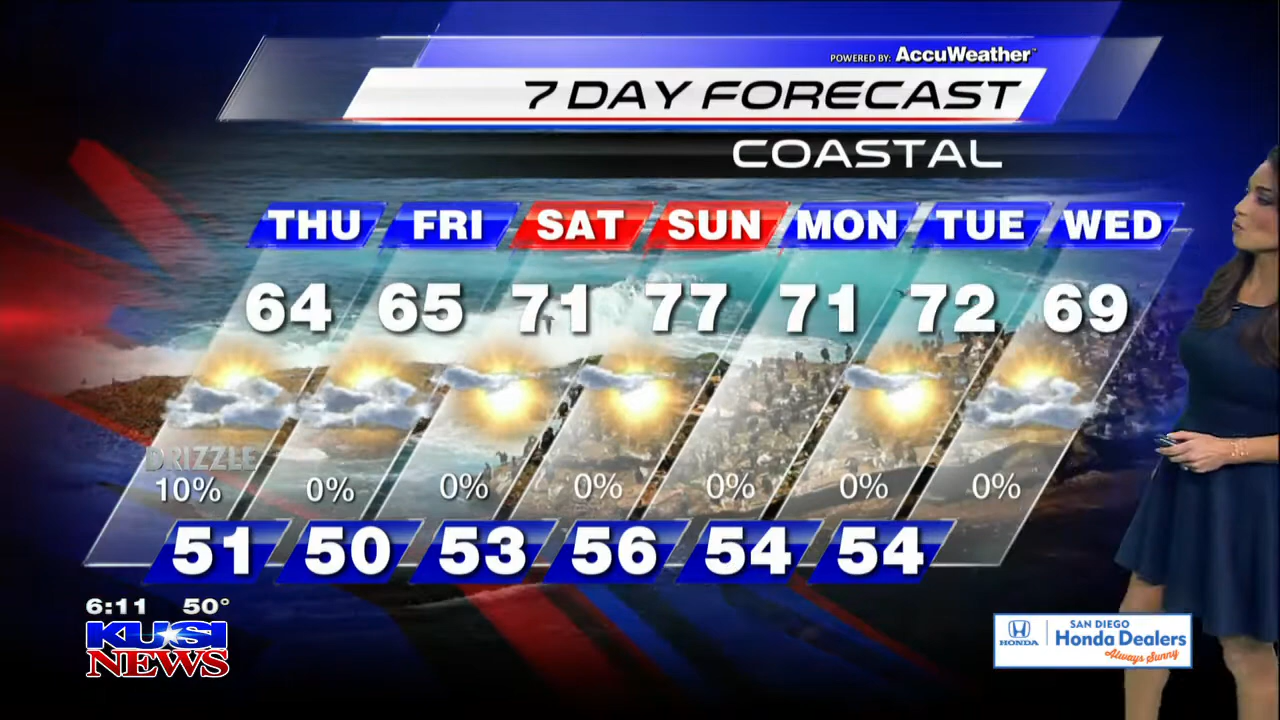 POWERED BY: AccuWeather™
7 DAY FORECAST
COASTAL
THU FRI SAT SUN MON TUE WED
64 65 71 77 71 72 69
DRIZZLE
10% 0% 0% 0% 0% 0% 0%
51 50 53 56 54 54
6:11 50°
KUSI
NEWS
HONDA
SAN DIEGO
Honda Dealers
Always Sunny